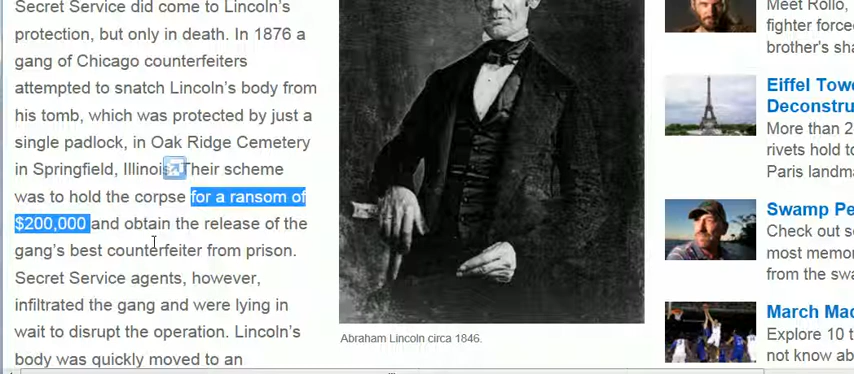 Secret Service did come to Lincoln's
protection, but only in death. In 1876 a
gang of Chicago counterfeiters
attempted to snatch Lincoln's body from
his tomb, which was protected by just a
single padlock, in Oak Ridge Cemetery
in Springfield, Illinois. Their scheme
was to hold the corpse for a ransom of
$200,000 and obtain the release of the
gang's best counterfeiter from prison.
Secret Service agents, however,
infiltrated the gang and were lying in
wait to disrupt the operation. Lincoln's
body was quickly moved to an
Abraham Lincoln circa 1846.
Meet Rollo,
fighter force
brother's sha
Eiffel Tow
Deconstru
More than 2
rivets hold to
Paris landma
Swamp Pe
Check out s
most memor
from the swa
March Mad
Explore 10 t
not know ab